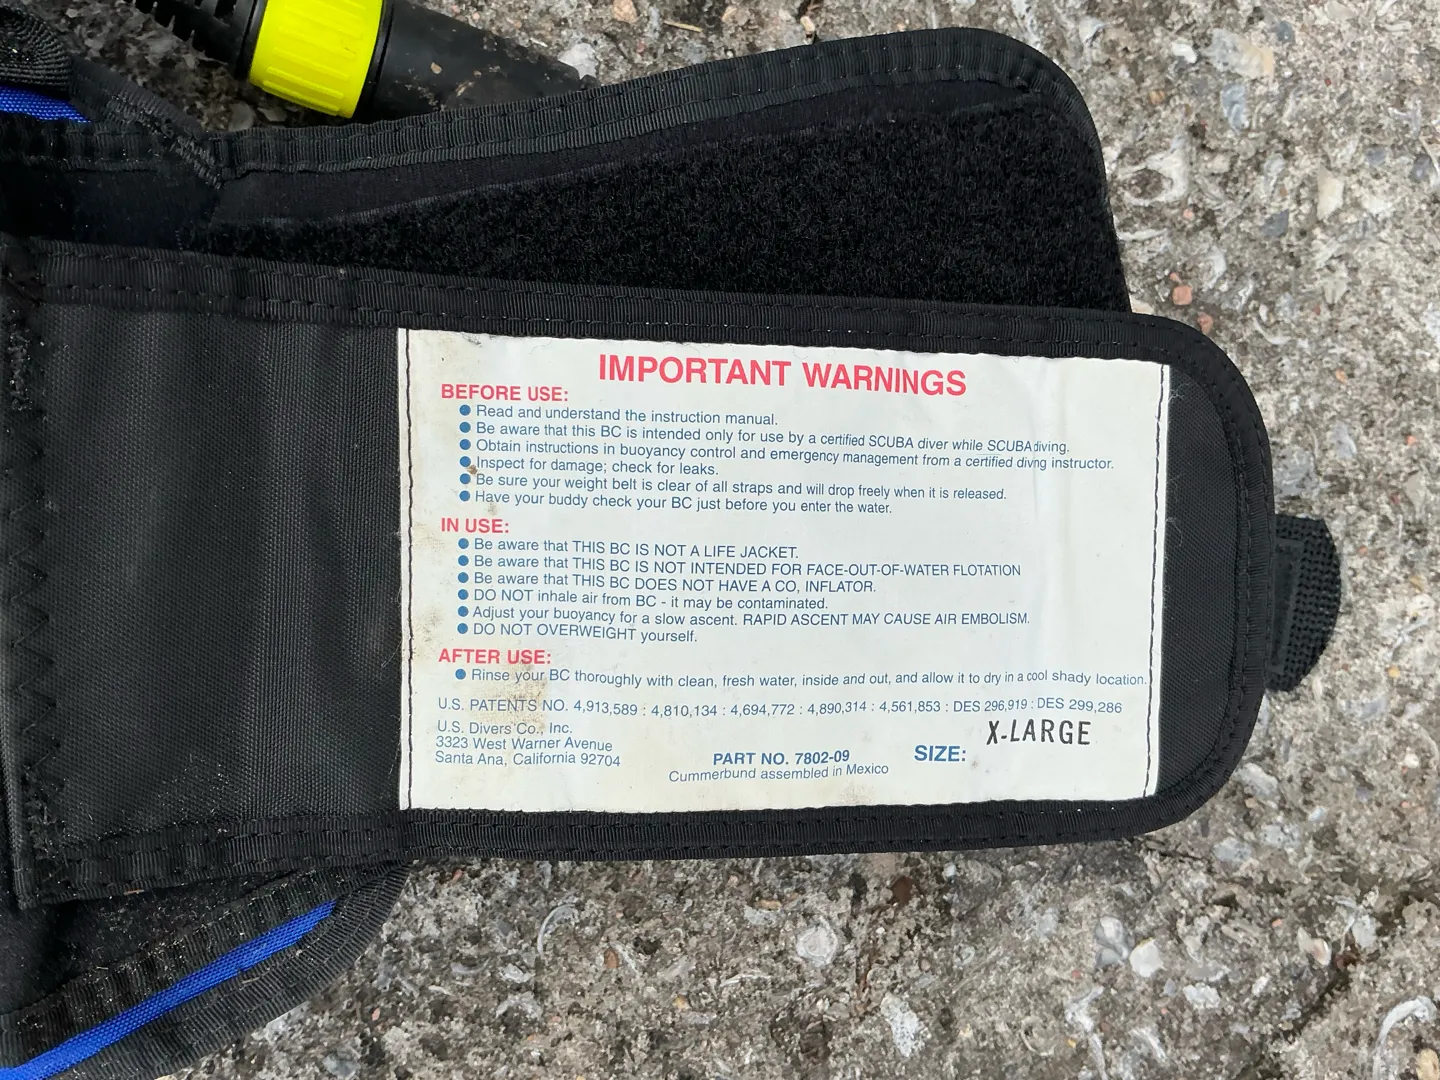 IMPORTANT WARNINGS
BEFORE USE:
● Read and understand the instruction manual.
● Be aware that this BC is intended only for use by a certified SCUBA diver while SCUBA diving.
● Obtain instructions in buoyancy control and emergency management from a certified diving instructor.
● Inspect for damage; check for leaks.
● Be sure your weight belt is clear of all straps and will drop freely when it is released.
● Have your buddy check your BC just before you enter the water.
IN USE:
● Be aware that THIS BC IS NOT A LIFE JACKET.
● Be aware that THIS BC IS NOT INTENDED FOR FACE-OUT-OF-WATER FLOTATION
● Be aware that THIS BC DOES NOT HAVE A CO, INFLATOR.
● DO NOT inhale air from BC - it may be contaminated.
● Adjust your buoyancy for a slow ascent. RAPID ASCENT MAY CAUSE AIR EMBOLISM.
● DO NOT OVERWEIGHT yourself.
AFTER USE:
● Rinse your BC thoroughly with clean, fresh water, inside and out, and allow it to dry in a cool shady location.
U.S. PATENTS NO. 4,913,589 : 4,810,134 : 4,694,772 : 4,890,314 : 4,561,853 : DES 296,919 : DES 299,286
U.S. Divers Co., Inc.
3323 West Warner Avenue
Santa Ana, California 92704
PART NO. 7802-09
Cummerbund assembled in Mexico
SIZE: X-LARGE